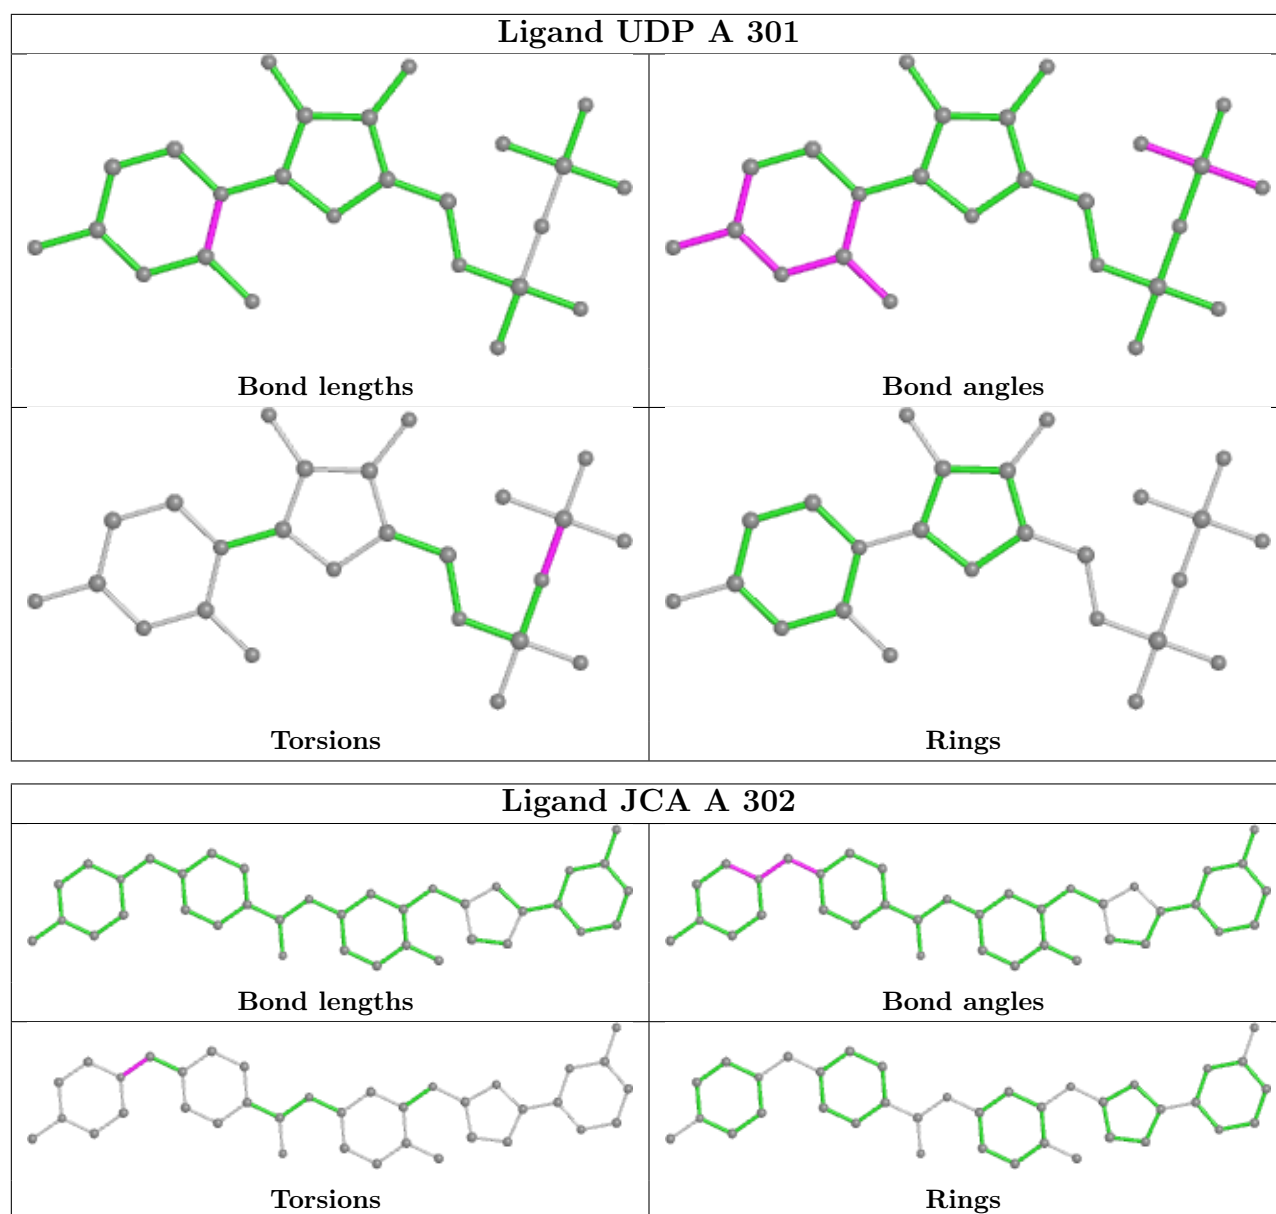 Ligand UDP A 301
Bond lengths
Bond angles
Torsions
Rings
Ligand JCA A 302
Bond lengths
Bond angles
Torsions
Rings